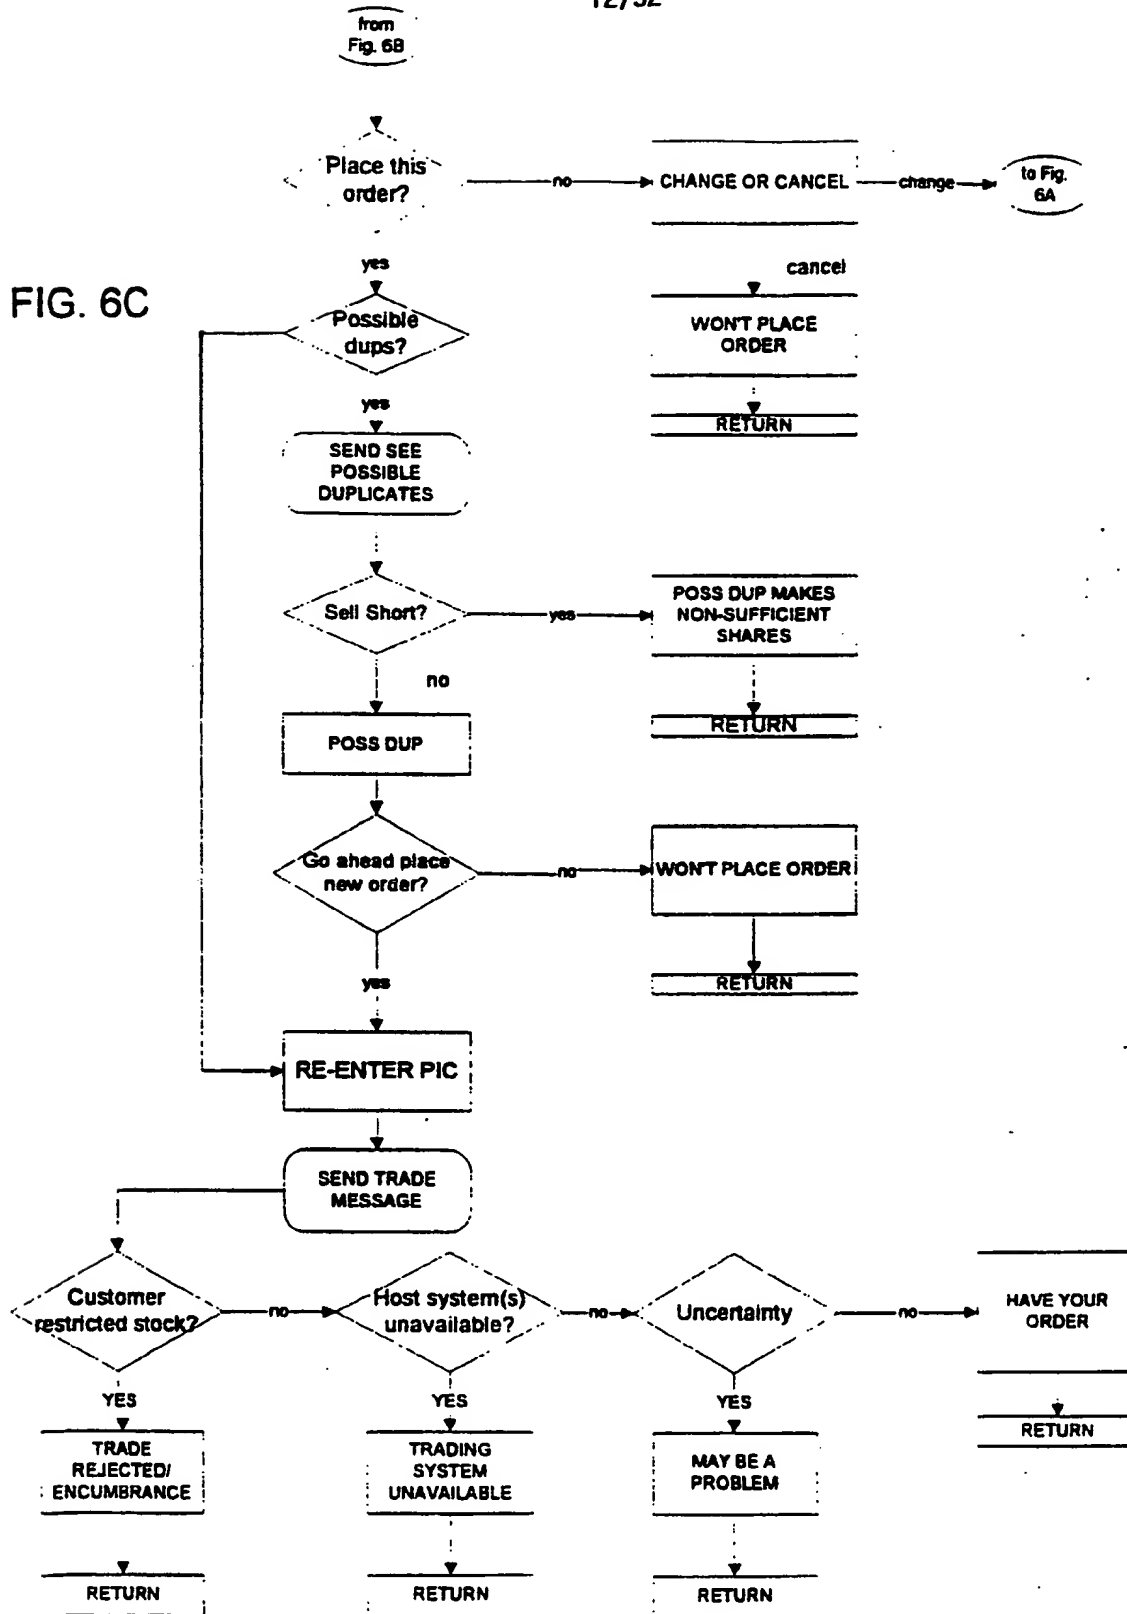 12/32
from
Fig. 6B
Place this
order?
no
CHANGE OR CANCEL
change
to Fig.
6A
yes
cancel
FIG. 6C
Possible
dups?
WON'T PLACE
ORDER
yes
RETURN
SEND SEE
POSSIBLE
DUPLICATES
Sell Short?
yes
POSS DUP MAKES
NON-SUFFICIENT
SHARES
no
RETURN
POSS DUP
Go ahead place
new order?
no
WON'T PLACE ORDER
yes
RETURN
RE-ENTER PIC
SEND TRADE
MESSAGE
Customer
restricted stock?
no
Host system(s)
unavailable?
no
Uncertainty
no
HAVE YOUR
ORDER
YES
YES
YES
RETURN
TRADE
REJECTED/
ENCUMBRANCE
TRADING
SYSTEM
UNAVAILABLE
MAY BE A
PROBLEM
RETURN
RETURN
RETURN